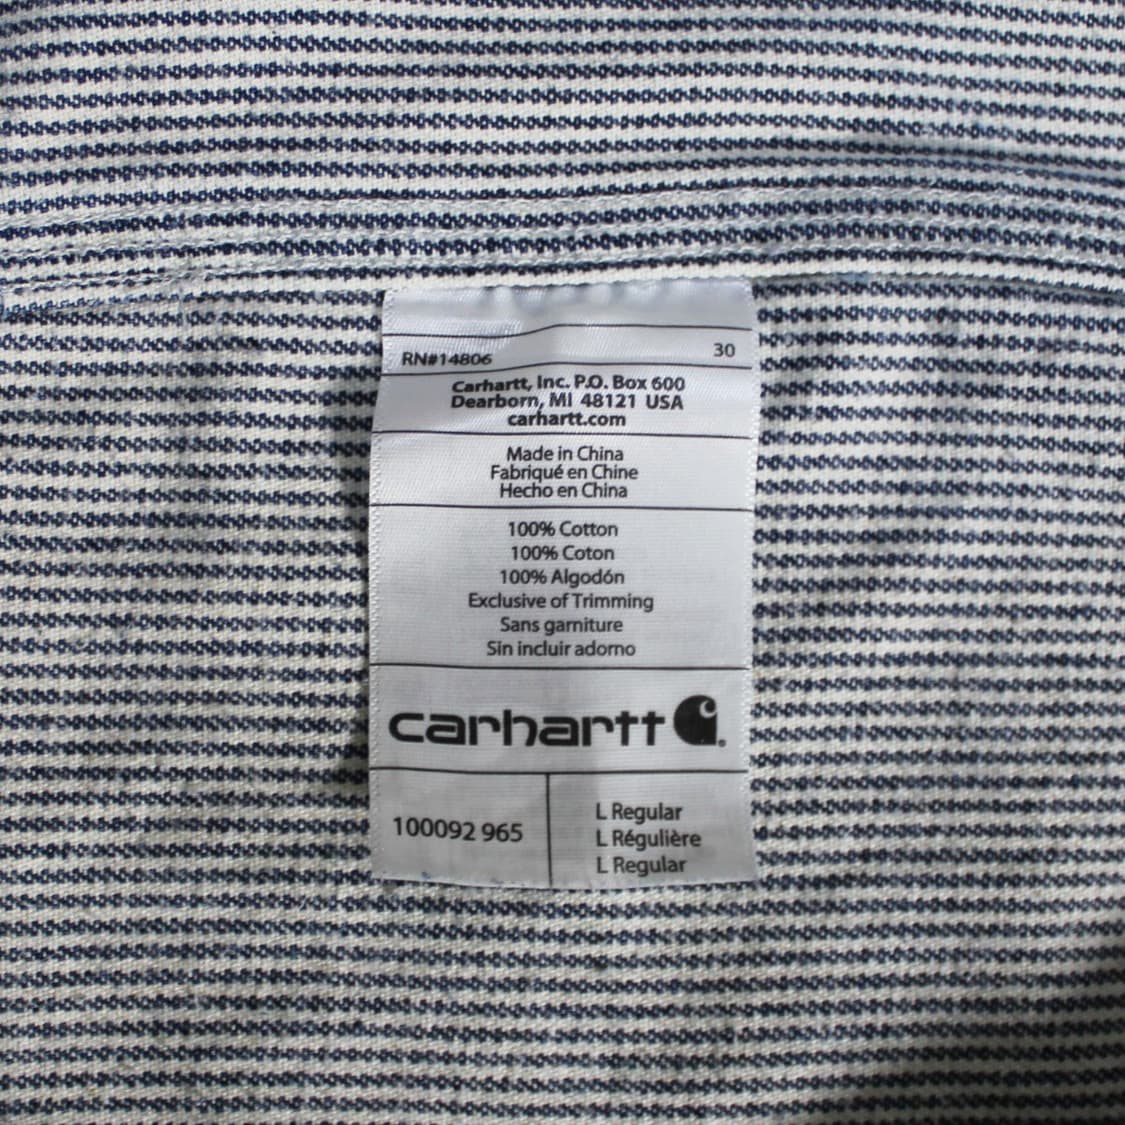 RN#14806 30
Carhartt, Inc. P.O. Box 600
Dearborn, MI 48121 USA
carhartt.com
Made in China
Fabriqué en Chine
Hecho en China
100% Cotton
100% Coton
100% Algodón
Exclusive of Trimming
Sans garniture
Sin incluir adorno
carhartt
100092 965
L Regular
L Régulière
L Regular